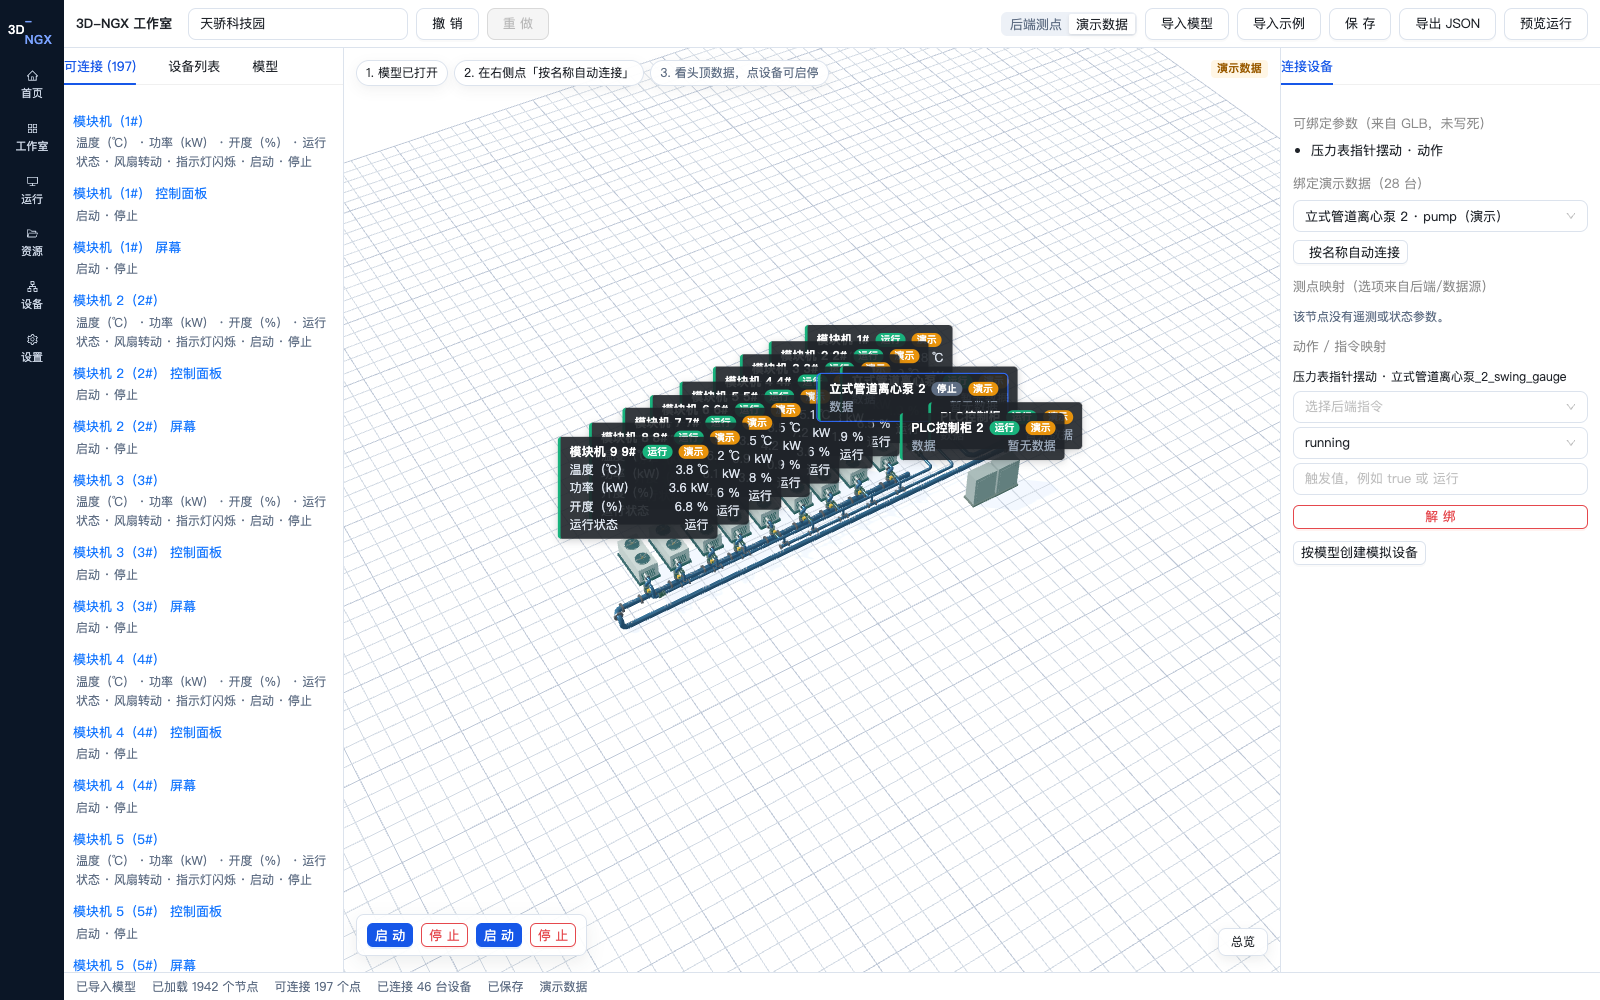 3D-NGX
首页
工作室
运行
资源
设备
设置
3D-NGX 工作室
天骄科技园
撤 销
重 做
后端测点
演示数据
导入模型
导入示例
保 存
导出 JSON
预览运行
可连接 (197)
设备列表
模型
模块机（1#）
温度（℃） · 功率（kW） · 开度（%） · 运行
状态 · 风扇转动 · 指示灯闪烁 · 启动 · 停止
模块机（1#） 控制面板
启动 · 停止
模块机（1#） 屏幕
启动 · 停止
模块机 2（2#）
温度（℃） · 功率（kW） · 开度（%） · 运行
状态 · 风扇转动 · 指示灯闪烁 · 启动 · 停止
模块机 2（2#） 控制面板
启动 · 停止
模块机 2（2#） 屏幕
启动 · 停止
模块机 3（3#）
温度（℃） · 功率（kW） · 开度（%） · 运行
状态 · 风扇转动 · 指示灯闪烁 · 启动 · 停止
模块机 3（3#） 控制面板
启动 · 停止
模块机 3（3#） 屏幕
启动 · 停止
模块机 4（4#）
温度（℃） · 功率（kW） · 开度（%） · 运行
状态 · 风扇转动 · 指示灯闪烁 · 启动 · 停止
模块机 4（4#） 控制面板
启动 · 停止
模块机 4（4#） 屏幕
启动 · 停止
模块机 5（5#）
温度（℃） · 功率（kW） · 开度（%） · 运行
状态 · 风扇转动 · 指示灯闪烁 · 启动 · 停止
模块机 5（5#） 控制面板
启动 · 停止
模块机 5（5#） 屏幕
1. 模型已打开
2. 在右侧点「按名称自动连接」
3. 看头顶数据，点设备可启停
演示数据
模块机 1# 运行 演示
立式管道离心泵 2 停止 演示
数据
PLC控制柜 2 运行 演示
数据 暂无数据
模块机 9 9# 运行 演示
温度（℃） 3.8 ℃
功率（kW） 3.6 kW
开度（%） 6.8 %
运行状态 运行
启 动
停 止
启 动
停 止
总览
连接设备
可绑定参数（来自 GLB，未写死）
• 压力表指针摆动 · 动作
绑定演示数据（28 台）
立式管道离心泵 2 · pump（演示）
按名称自动连接
测点映射（选项来自后端/数据源）
该节点没有遥测或状态参数。
动作 / 指令映射
压力表指针摆动 · 立式管道离心泵_2_swing_gauge
选择后端指令
running
触发值，例如 true 或 运行
解 绑
按模型创建模拟设备
已导入模型
已加载 1942 个节点
可连接 197 个点
已连接 46 台设备
已保存
演示数据